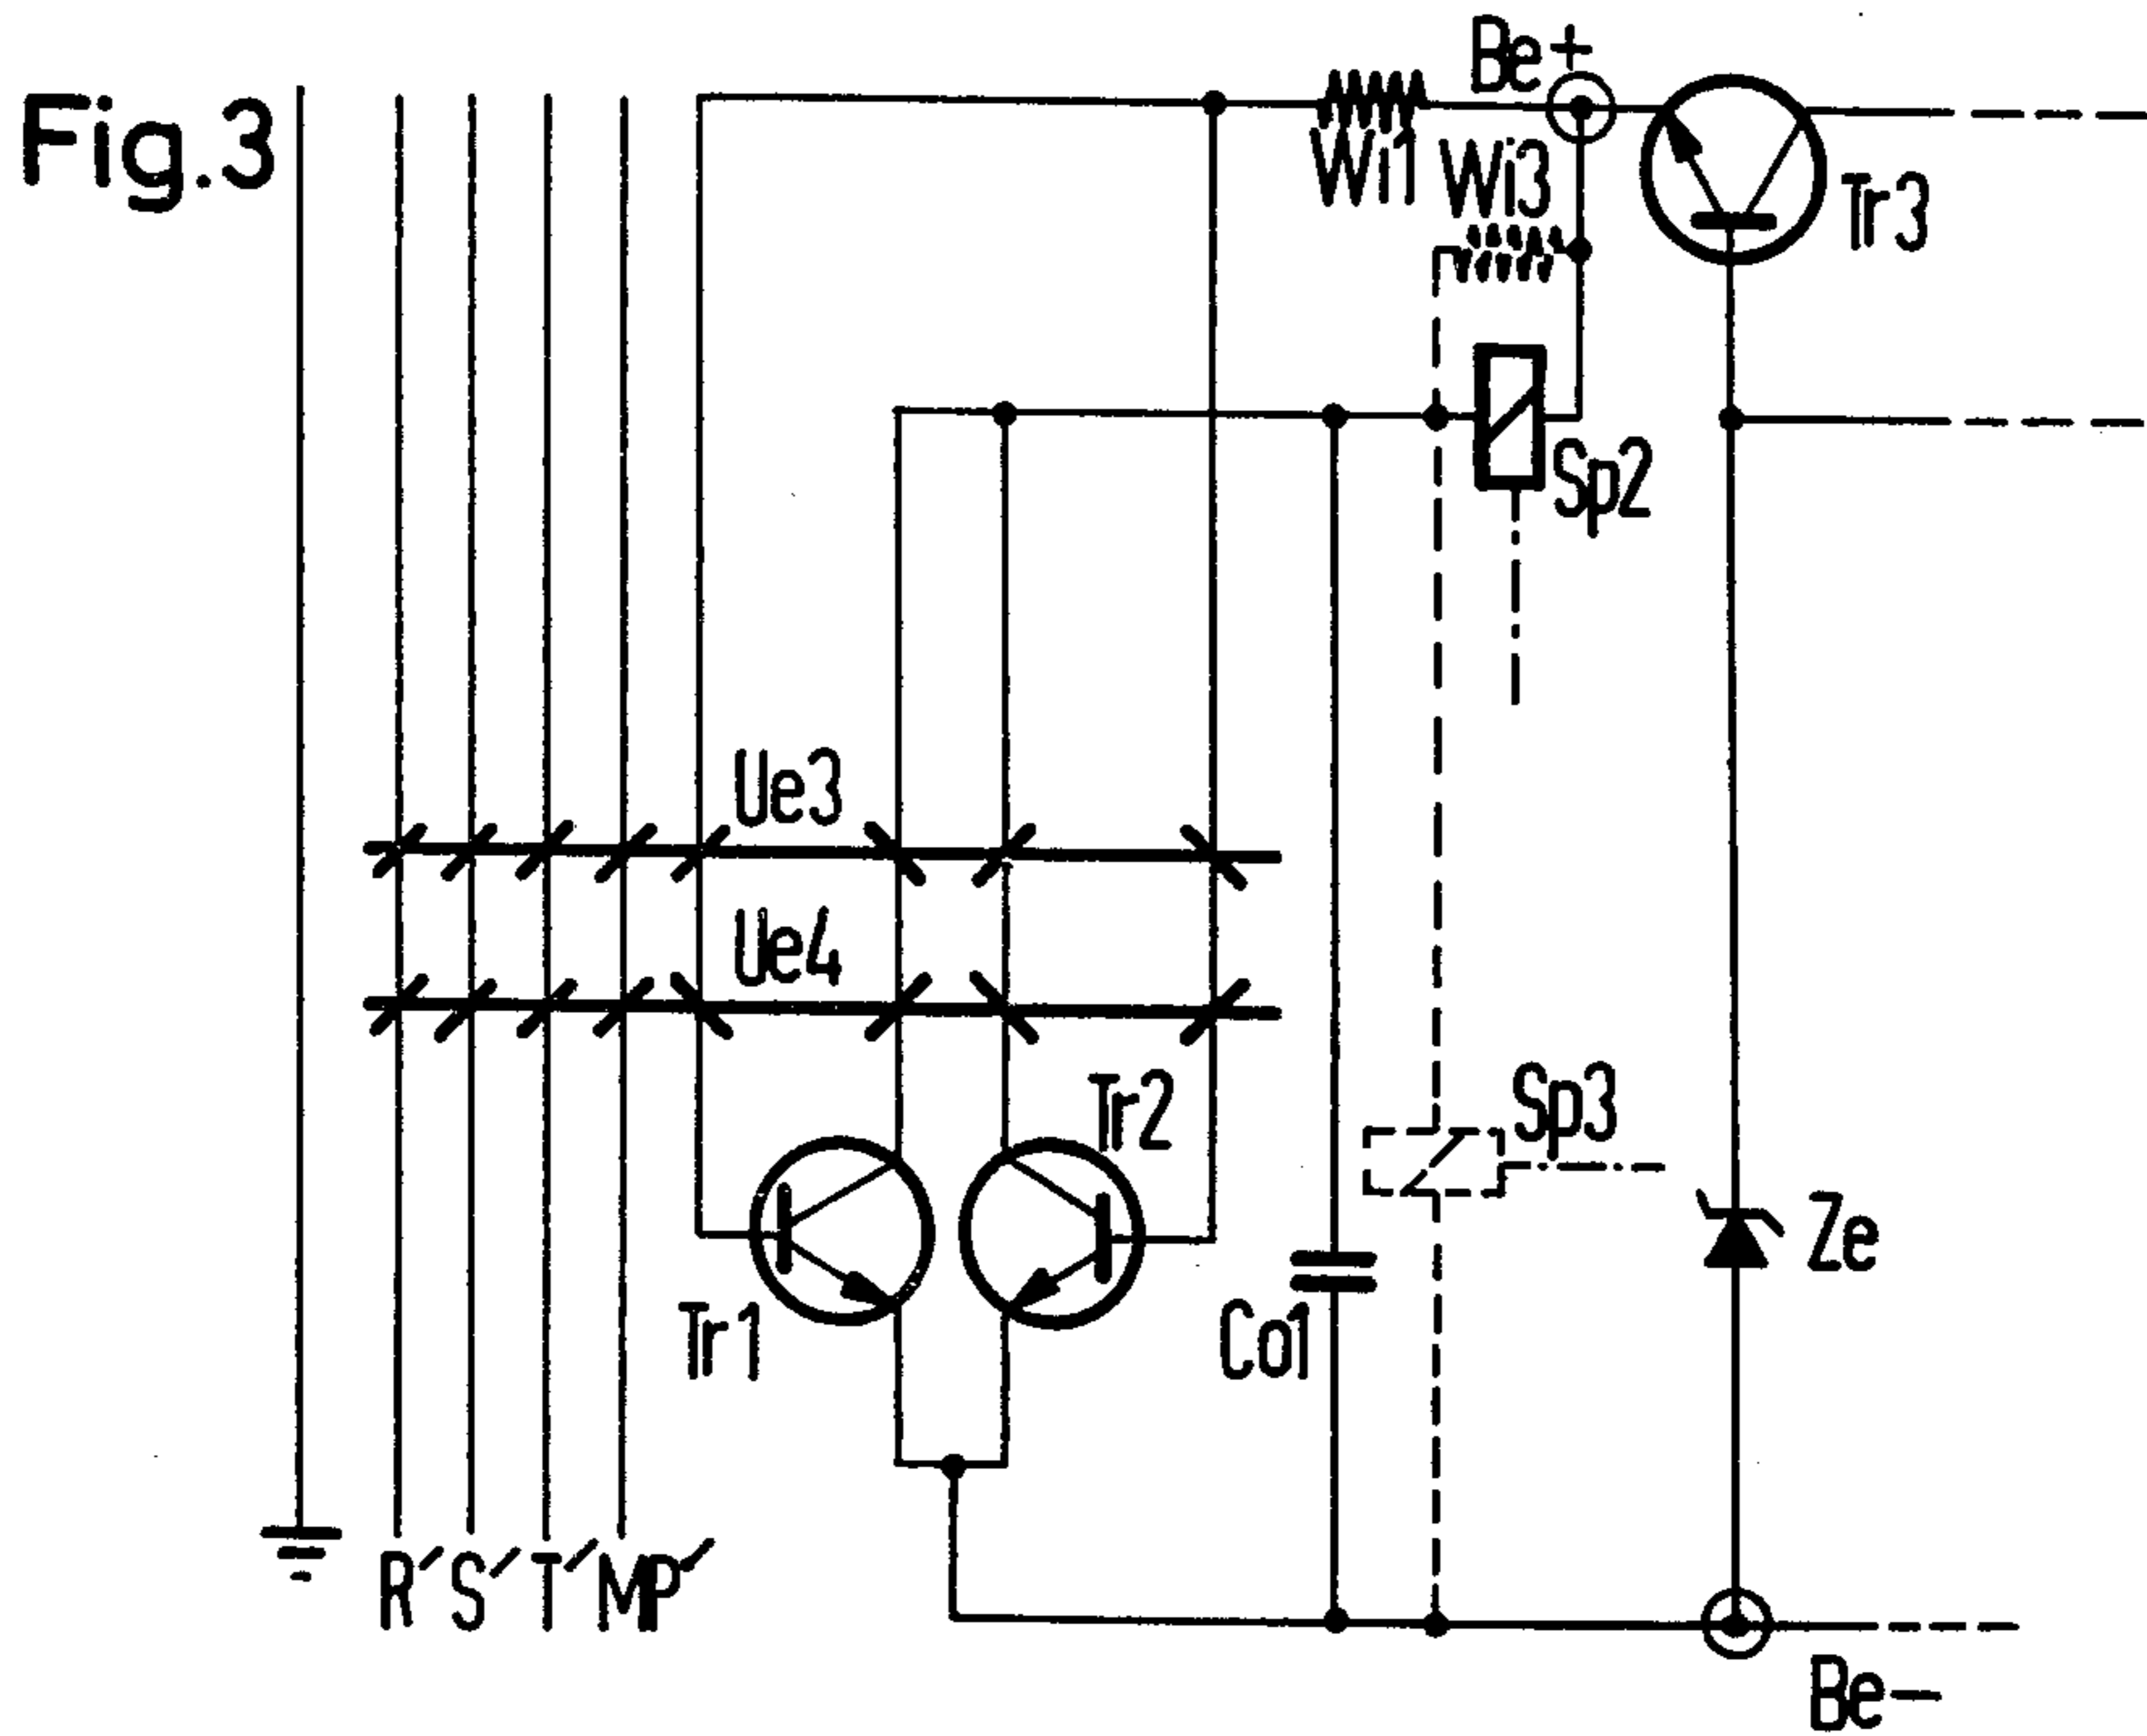 Fig.3
Be+
Wi1
Wi3
Tr3
Sp2
Ue3
Ue4
Tr2
Sp3
Ze
Tr1
Co1
R' S' T' MP'
Be–